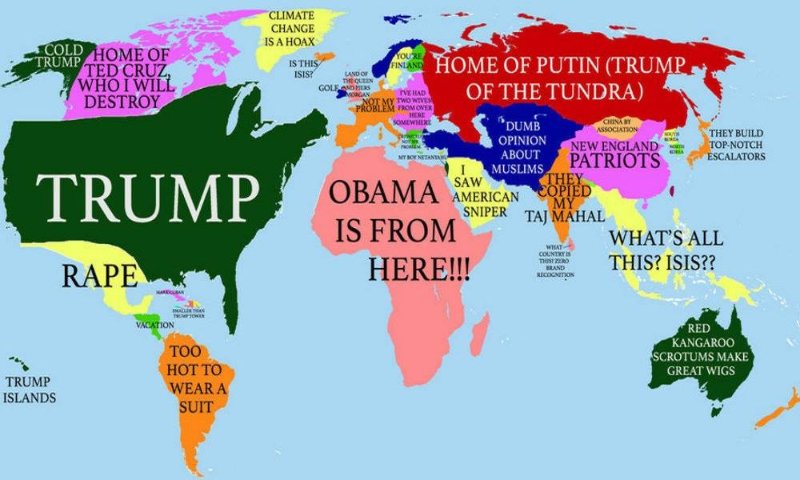 CLIMATE
CHANGE
IS A HOAX
COLD
TRUMP
HOME OF
TED CRUZ,
WHO I WILL
DESTROY
IS THIS
ISIS?
YOU'RE
FINLAND
HOME OF PUTIN (TRUMP
OF THE TUNDRA)
GOLF
LAND OF
THE QUEEN
AND PIERS
MORGAN
NOT MY
PROBLEM
I'VE HAD
TWO WIVES
FROM OVER
HERE
SOMEWHERE
NOT MY
PROBLEM
MY BOY NETANYAHU
DUMB
OPINION
ABOUT
MUSLIMS
CHINA BY
ASSOCIATION
NEW ENGLAND
PATRIOTS
SOUTH
KOREA
NORTH
KOREA
THEY BUILD
TOP-NOTCH
ESCALATORS
TRUMP
OBAMA
IS FROM
HERE!!!
I
SAW
AMERICAN
SNIPER
THEY
COPIED
MY
TAJ MAHAL
WHAT
COUNTRY IS
THIS? ZERO
BRAND
RECOGNITION
WHAT'S ALL
THIS? ISIS??
RAPE
MARK CUBAN
SMALLER THAN
TRUMP TOWER
VACATION
TOO
HOT TO
WEAR A
SUIT
TRUMP
ISLANDS
RED
KANGAROO
SCROTUMS MAKE
GREAT WIGS